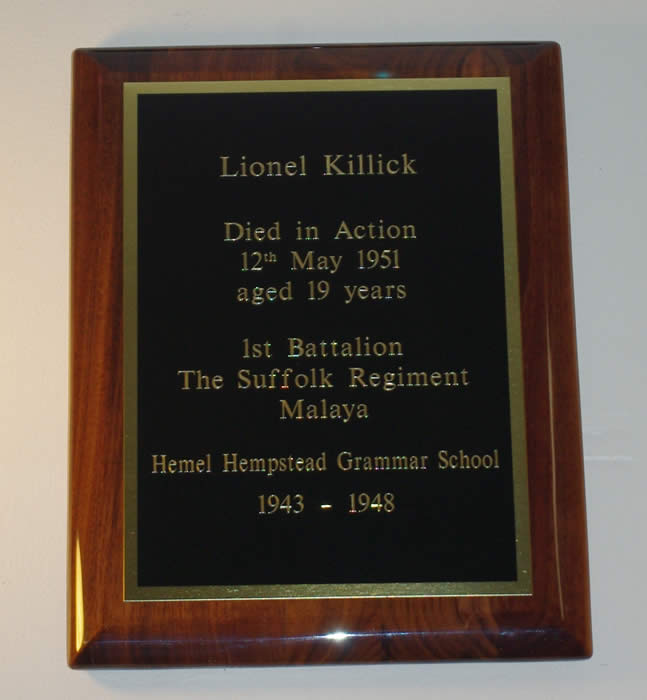 Lionel Killick
Died in Action
12th May 1951
aged 19 years
1st Battalion
The Suffolk Regiment
Malaya
Hemel Hempstead Grammar School
1943 - 1948